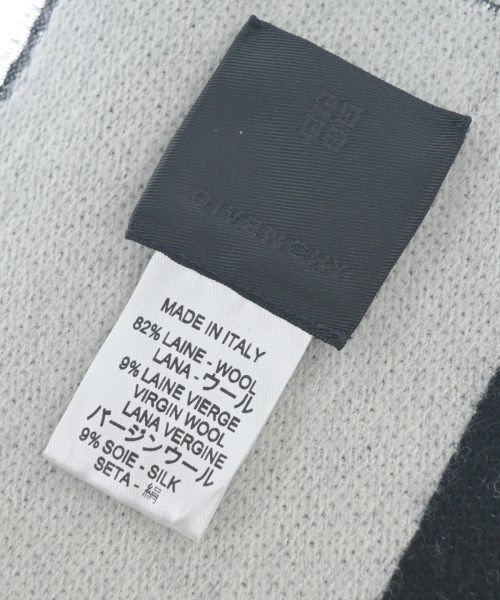 GIVENCHY
MADE IN ITALY
82% LAINE - WOOL
LANA - ウール
9% LAINE VIERGE
VIRGIN WOOL
LANA VERGINE
バージンウール
9% SOIE - SILK
SETA - 絹